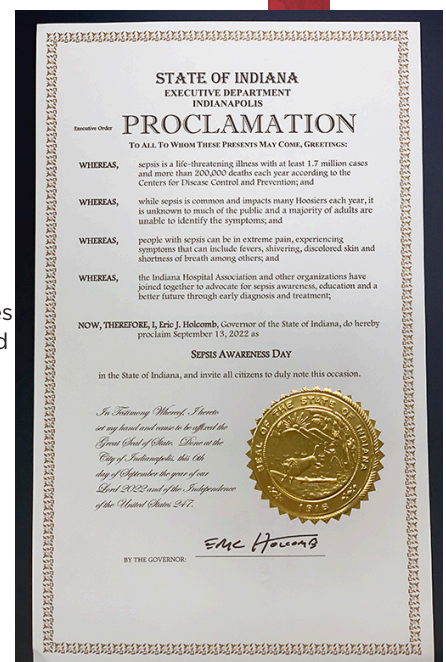 STATE OF INDIANA
EXECUTIVE DEPARTMENT
INDIANAPOLIS
Executive Order PROCLAMATION
TO ALL TO WHOM THESE PRESENTS MAY COME, GREETINGS:
WHEREAS, sepsis is a life-threatening illness with at least 1.7 million cases
and more than 200,000 deaths each year according to the
Centers for Disease Control and Prevention; and
WHEREAS, while sepsis is common and impacts many Hoosiers each year, it
is unknown to much of the public and a majority of adults are
unable to identify the symptoms; and
WHEREAS, people with sepsis can be in extreme pain, experiencing
symptoms that can include fevers, shivering, discolored skin and
shortness of breath among others; and
WHEREAS, the Indiana Hospital Association and other organizations have
joined together to advocate for sepsis awareness, education and a
better future through early diagnosis and treatment;
NOW, THEREFORE, I, Eric J. Holcomb, Governor of the State of Indiana, do hereby
proclaim September 13, 2022 as
SEPSIS AWARENESS DAY
in the State of Indiana, and invite all citizens to duly note this occasion.
In Testimony Whereof, I hereto
set my hand and cause to be affixed the
Great Seal of State. Done at the
City of Indianapolis, this 6th
day of September the year of our
Lord 2022 and of the Independence
of the United States 247.
SEAL OF THE STATE OF INDIANA
1816
Eric Holcomb
BY THE GOVERNOR: